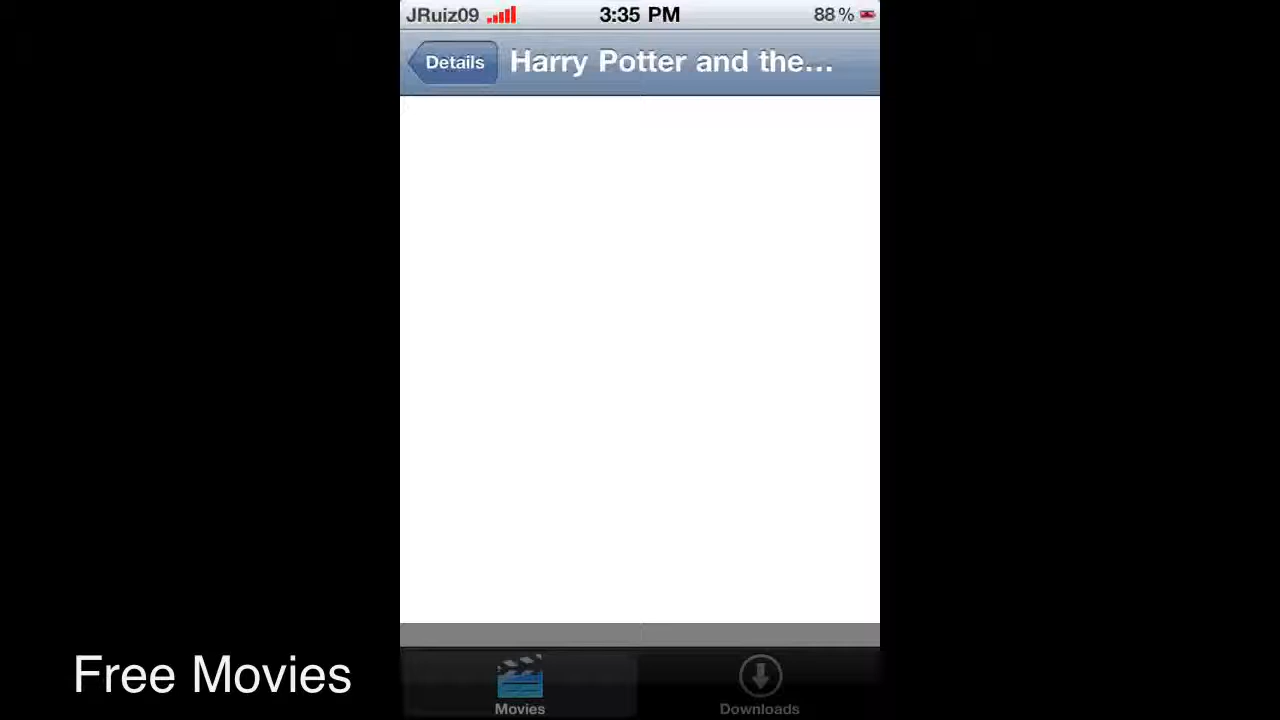 JRuiz09 3:35 PM 88%
Details Harry Potter and the...
Free Movies
Movies Downloads